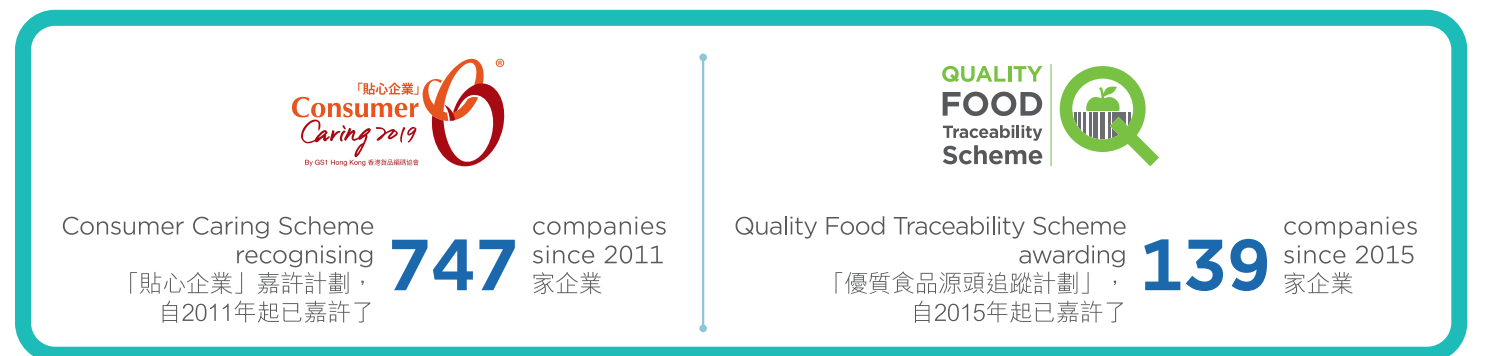 「貼心企業」
Consumer
Caring 2019
®
By GS1 Hong Kong 香港貨品編碼協會
Consumer Caring Scheme
recognising
「貼心企業」嘉許計劃，
自2011年起已嘉許了
747
companies
since 2011
家企業
QUALITY
FOOD
Traceability
Scheme
Quality Food Traceability Scheme
awarding
「優質食品源頭追蹤計劃」，
自2015年起已嘉許了
139
companies
since 2015
家企業